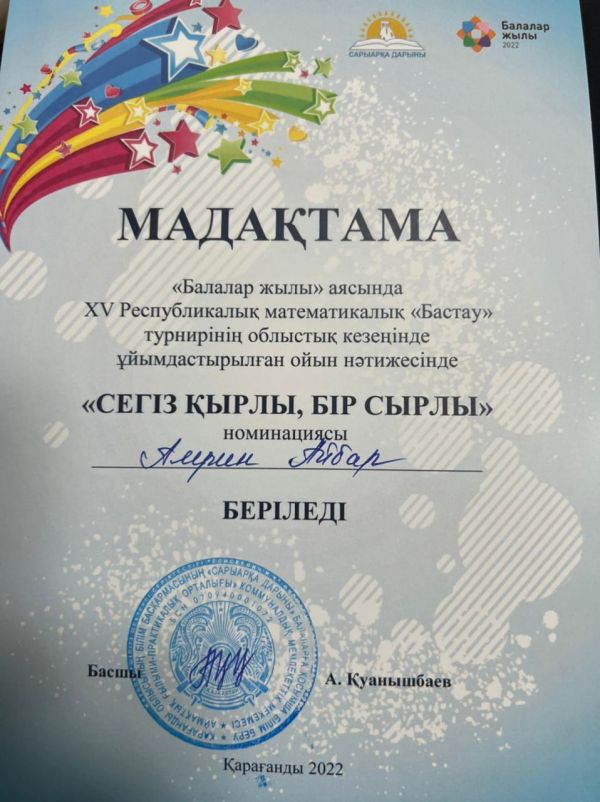 САРЫАРҚА ДАРЫНЫ
Балалар
жылы
2022
МАДАҚТАМА
«Балалар жылы» аясында
XV Республикалық математикалық «Бастау»
турнирінің облыстық кезеңінде
ұйымдастырылған ойын нәтижесінде
«СЕГІЗ ҚЫРЛЫ, БІР СЫРЛЫ»
номинациясы
Амрин Айбар
БЕРІЛЕДІ
Басшы
А. Қуанышбаев
Қарағанды 2022